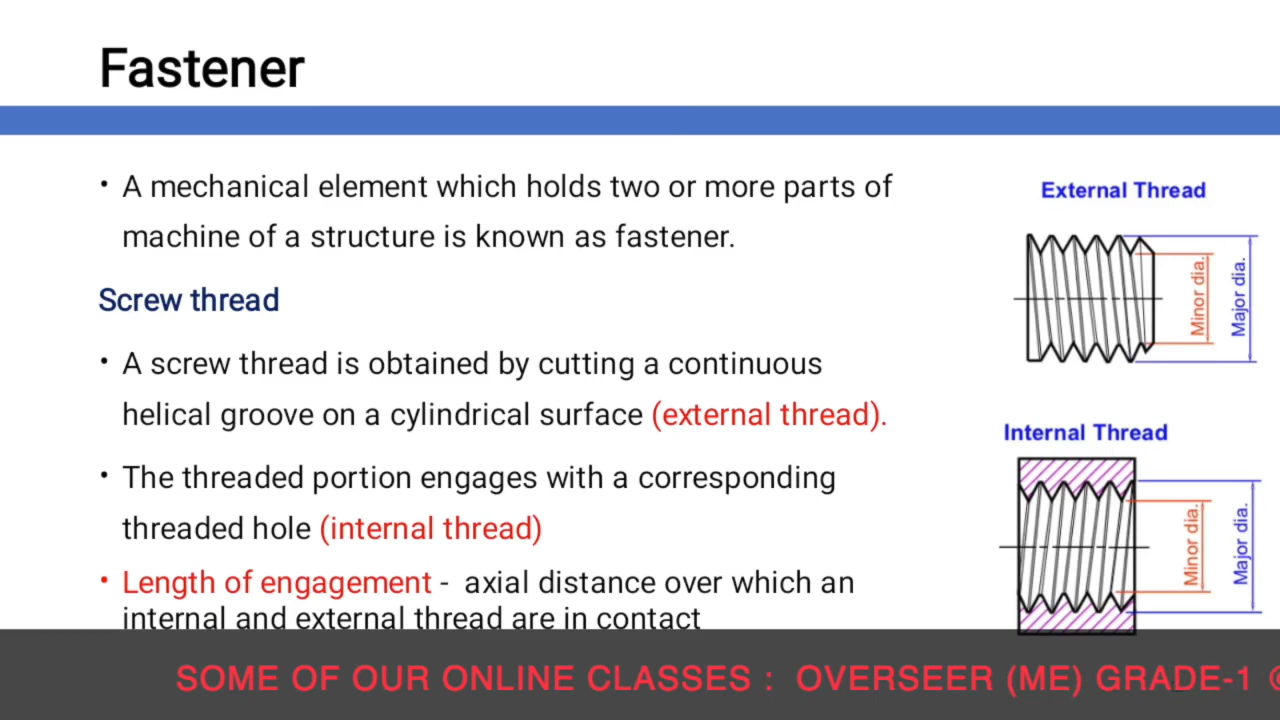 Fastener
• A mechanical element which holds two or more parts of
machine of a structure is known as fastener.
Screw thread
• A screw thread is obtained by cutting a continuous
helical groove on a cylindrical surface (external thread).
• The threaded portion engages with a corresponding
threaded hole (internal thread)
• Length of engagement - axial distance over which an
internal and external thread are in contact
External Thread
Minor dia.
Major dia.
Internal Thread
Minor dia.
Major dia.
SOME OF OUR ONLINE CLASSES : OVERSEER (ME) GRADE-1